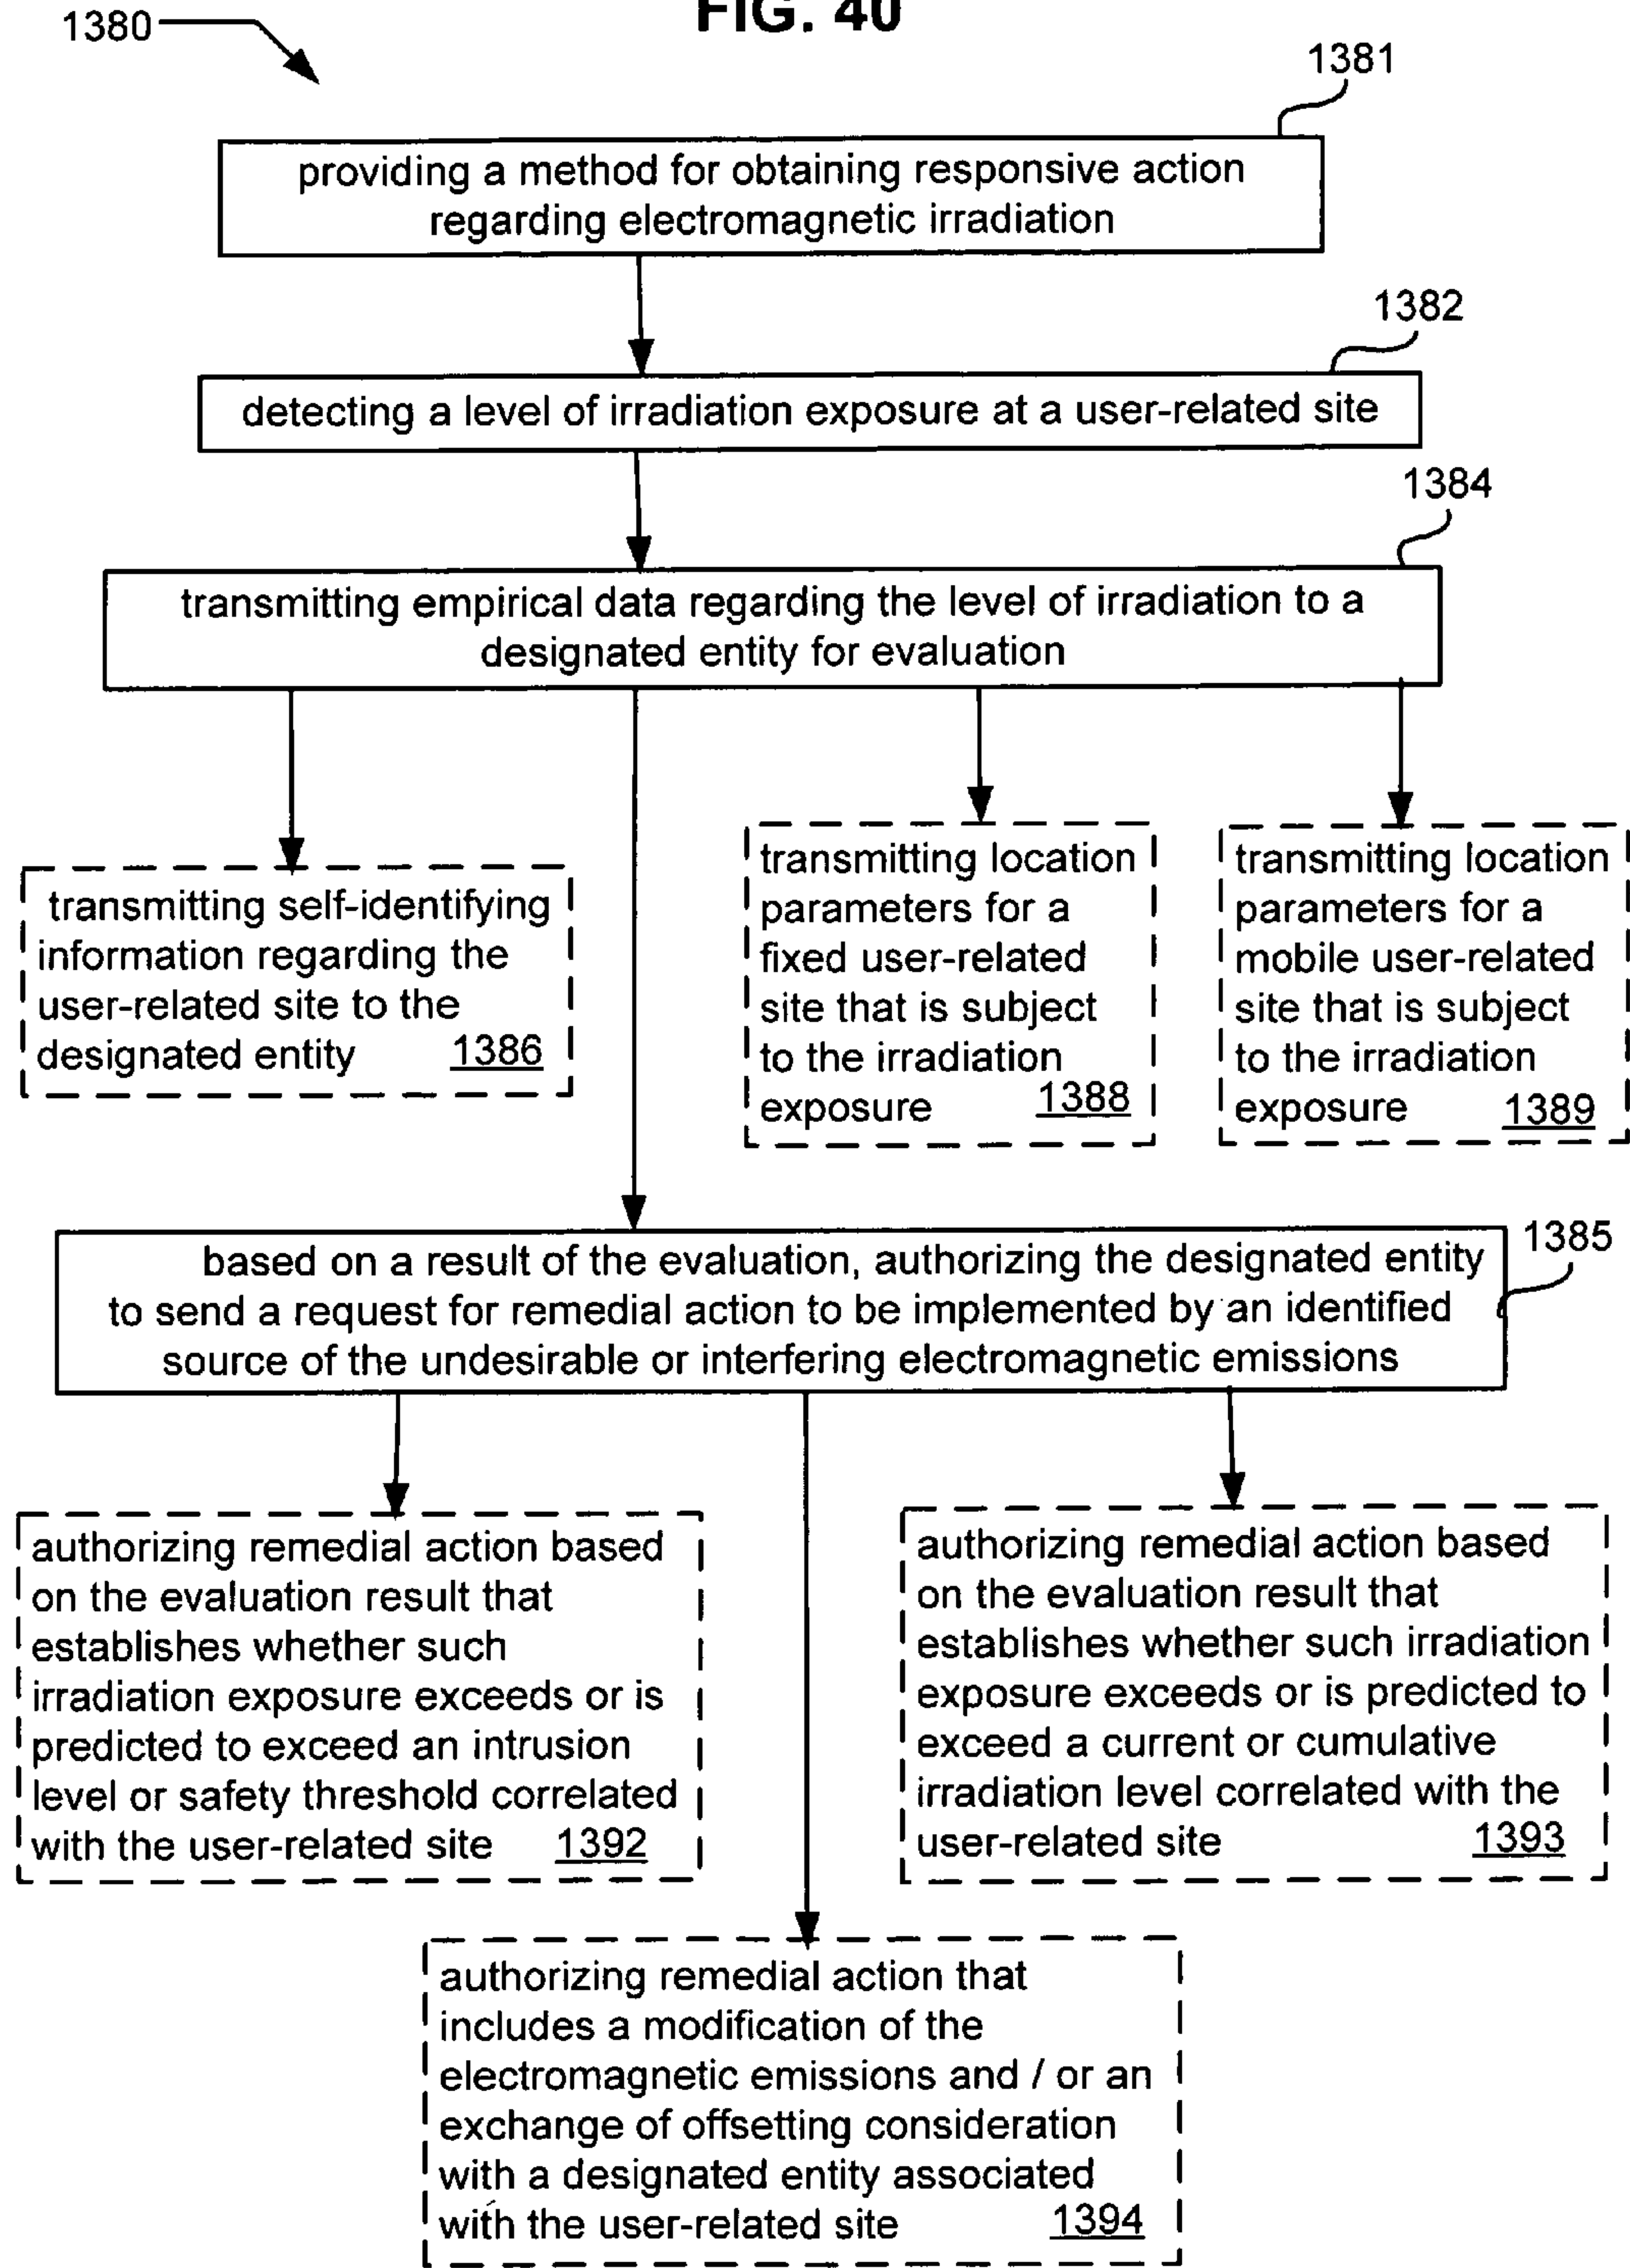 FIG. 40
1380
1381
providing a method for obtaining responsive action
regarding electromagnetic irradiation
1382
detecting a level of irradiation exposure at a user-related site
1384
transmitting empirical data regarding the level of irradiation to a
designated entity for evaluation
transmitting self-identifying
information regarding the
user-related site to the
designated entity 1386
transmitting location
parameters for a
fixed user-related
site that is subject
to the irradiation
exposure 1388
transmitting location
parameters for a
mobile user-related
site that is subject
to the irradiation
exposure 1389
1385
based on a result of the evaluation, authorizing the designated entity
to send a request for remedial action to be implemented by an identified
source of the undesirable or interfering electromagnetic emissions
authorizing remedial action based
on the evaluation result that
establishes whether such
irradiation exposure exceeds or is
predicted to exceed an intrusion
level or safety threshold correlated
with the user-related site 1392
authorizing remedial action based
on the evaluation result that
establishes whether such irradiation
exposure exceeds or is predicted to
exceed a current or cumulative
irradiation level correlated with the
user-related site 1393
authorizing remedial action that
includes a modification of the
electromagnetic emissions and / or an
exchange of offsetting consideration
with a designated entity associated
with the user-related site 1394